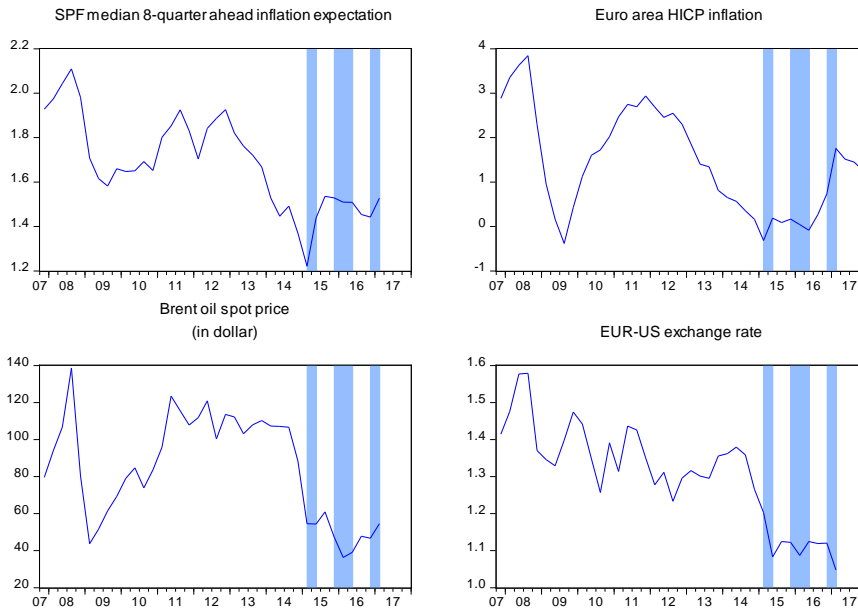 SPF median 8-quarter ahead inflation expectation
2.2
2.0
1.8
1.6
1.4
1.2
07 08 09 10 11 12 13 14 15 16 17
Euro area HICP inflation
4
3
2
1
0
-1
07 08 09 10 11 12 13 14 15 16 17
Brent oil spot price
(in dollar)
140
120
100
80
60
40
20
07 08 09 10 11 12 13 14 15 16 17
EUR-US exchange rate
1.6
1.5
1.4
1.3
1.2
1.1
1.0
07 08 09 10 11 12 13 14 15 16 17